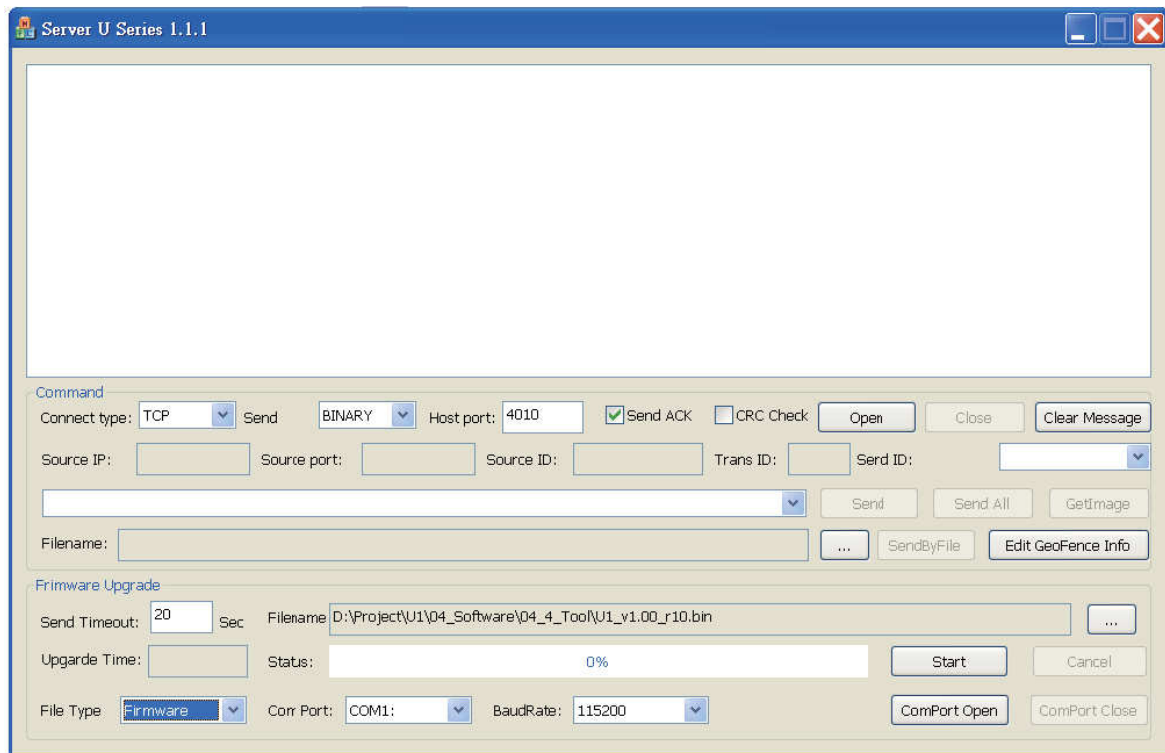 Server U Series 1.1.1
Command
Connect type: TCP Send BINARY Host port: 4010 Send ACK CRC Check Open Close Clear Message
Source IP: Source port: Source ID: Trans ID: Serd ID:
Send Send All GetImage
Filename: ... SendByFile Edit GeoFence Info
Frimware Upgrade
Send Timeout: 20 Sec Filename D:\Project\U1\04_Software\04_4_Tool\U1_v1.00_r10.bin ...
Upgarde Time: Status: 0% Start Cancel
File Type Firmware Corr Port: COM1: BaudRate: 115200 ComPort Open ComPort Close